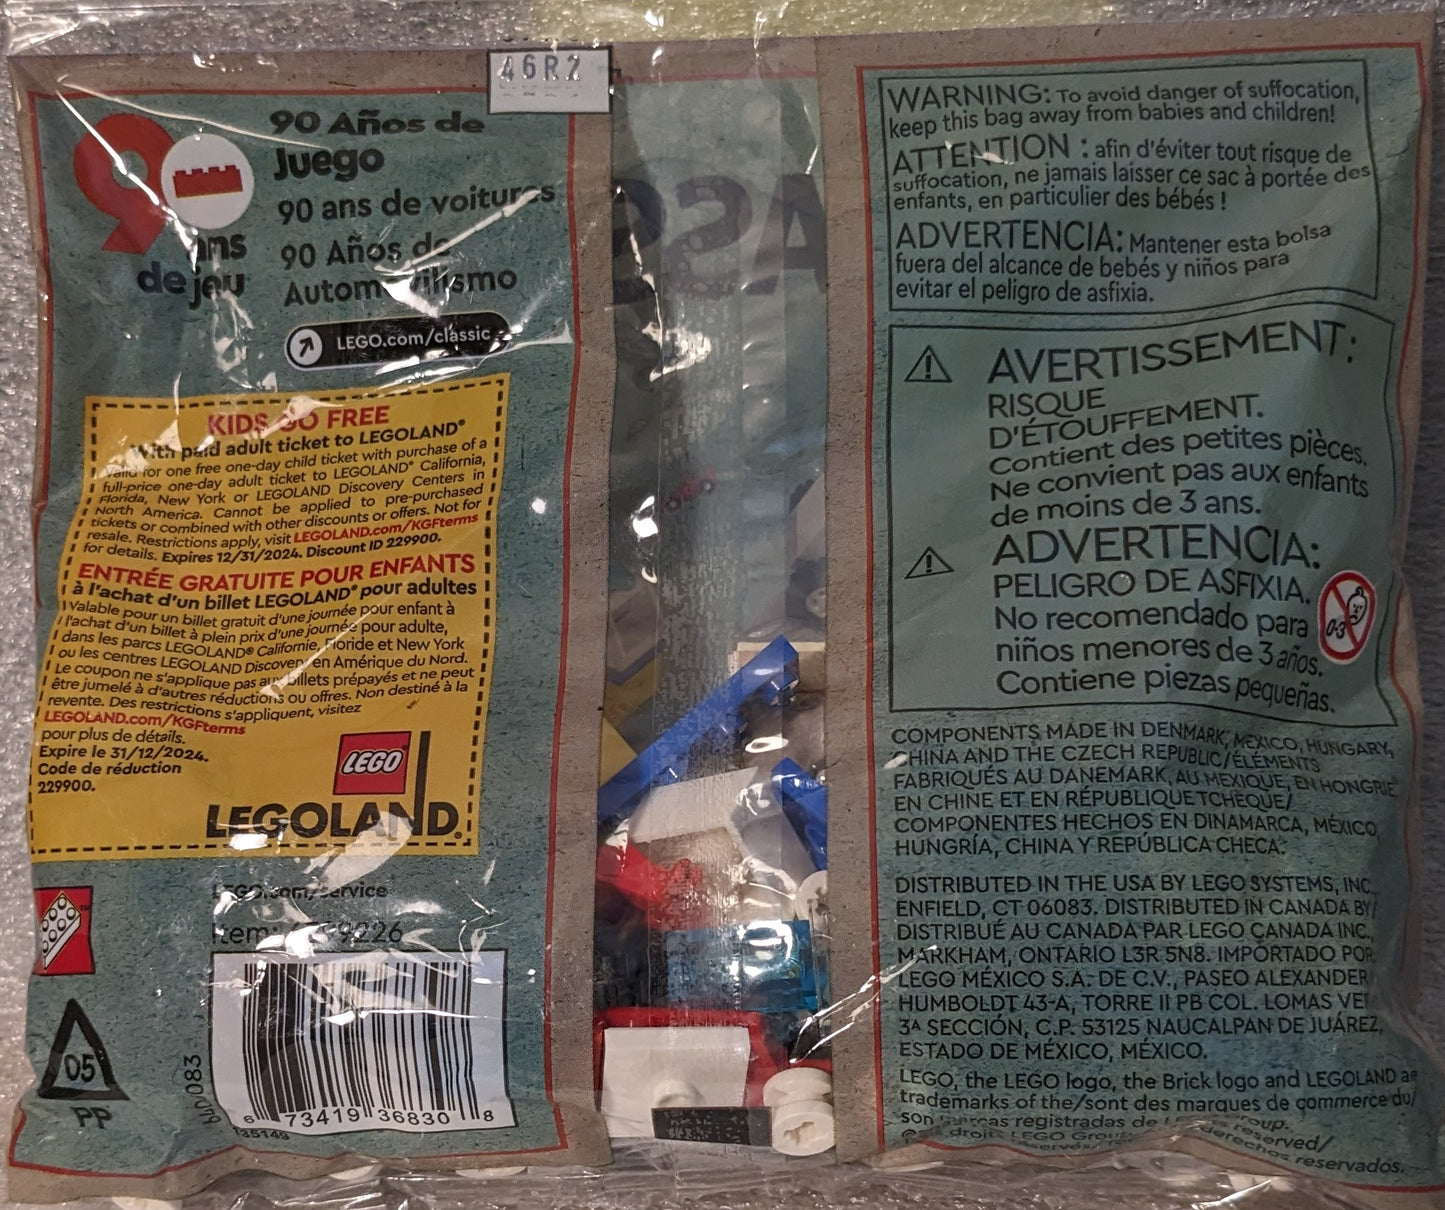 46R2
90 Años de
Juego
90 ans de voitures
90 Años de
Automovilismo
9
ans
de jeu
LEGO.com/classic
KIDS GO FREE
With paid adult ticket to LEGOLAND®
Valid for one free one-day child ticket with purchase of a
full-price one-day adult ticket to LEGOLAND® California,
Florida, New York or LEGOLAND Discovery Centers in
North America. Cannot be applied to pre-purchased
tickets or combined with other discounts or offers. Not for
resale. Restrictions apply, visit LEGOLAND.com/KGFterms
for details. Expires 12/31/2024. Discount ID 229900.
ENTRÉE GRATUITE POUR ENFANTS
à l'achat d'un billet LEGOLAND® pour adultes
Valable pour un billet gratuit d'une journée pour enfant à
l'achat d'un billet à plein prix d'une journée pour adulte,
dans les parcs LEGOLAND® Californie, Floride et New York
ou les centres LEGOLAND Discovery en Amérique du Nord.
Le coupon ne s'applique pas aux billets prépayés et ne peut
être jumelé à d'autres réductions ou offres. Non destiné à la
revente. Des restrictions s'appliquent, visitez
LEGOLAND.com/KGFterms
pour plus de détails.
Expire le 31/12/2024.
Code de réduction
229900.
LEGO
LEGOLAND®
LEGO.com/service
Item: 9226
05
PP
6 73419 36830 8
WARNING: To avoid danger of suffocation,
keep this bag away from babies and children!
ATTENTION : afin d'éviter tout risque de
suffocation, ne jamais laisser ce sac à portée des
enfants, en particulier des bébés !
ADVERTENCIA: Mantener esta bolsa
fuera del alcance de bebés y niños para
evitar el peligro de asfixia.
AVERTISSEMENT:
RISQUE
D'ÉTOUFFEMENT.
Contient des petites pièces.
Ne convient pas aux enfants
de moins de 3 ans.
ADVERTENCIA:
PELIGRO DE ASFIXIA.
No recomendado para
niños menores de 3 años.
Contiene piezas pequeñas.
0-3
COMPONENTS MADE IN DENMARK, MEXICO, HUNGARY,
CHINA AND THE CZECH REPUBLIC/ÉLÉMENTS
FABRIQUÉS AU DANEMARK, AU MEXIQUE, EN HONGRIE,
EN CHINE ET EN RÉPUBLIQUE TCHÈQUE/
COMPONENTES HECHOS EN DINAMARCA, MÉXICO,
HUNGRÍA, CHINA Y REPÚBLICA CHECA.
DISTRIBUTED IN THE USA BY LEGO SYSTEMS, INC.,
ENFIELD, CT 06083. DISTRIBUTED IN CANADA BY/
DISTRIBUÉ AU CANADA PAR LEGO CANADA INC.,
MARKHAM, ONTARIO L3R 5N8. IMPORTADO POR
LEGO MÉXICO S.A. DE C.V., PASEO ALEXANDER
HUMBOLDT 43-A, TORRE II PB COL. LOMAS
3ᴬ SECCIÓN, C.P. 53125 NAUCALPAN DE JUÁREZ,
ESTADO DE MÉXICO, MÉXICO.
LEGO, the LEGO logo, the Brick logo and LEGOLAND
trademarks of the/sont des marques de commerce du/
son marcas registradas de Group.
LEGO Group. reserved/
droits réservés/ derechos reservados.